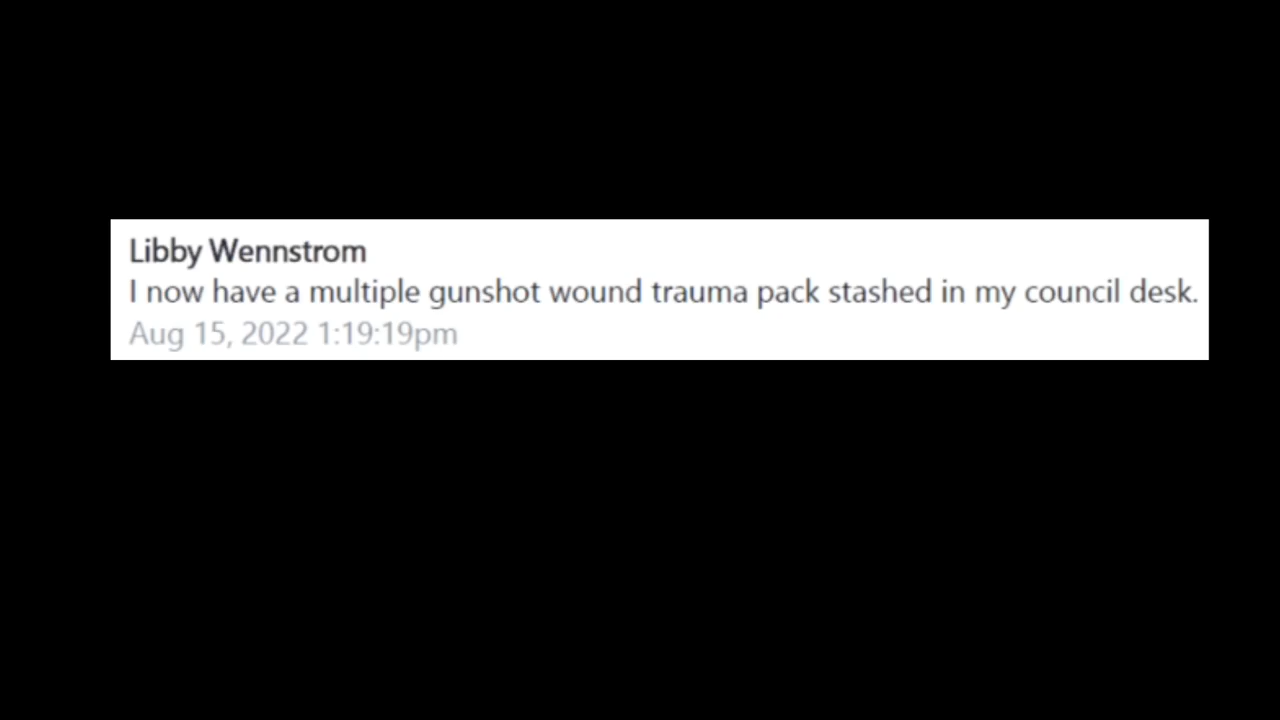 Libby Wennstrom
I now have a multiple gunshot wound trauma pack stashed in my council desk.
Aug 15, 2022 1:19:19pm